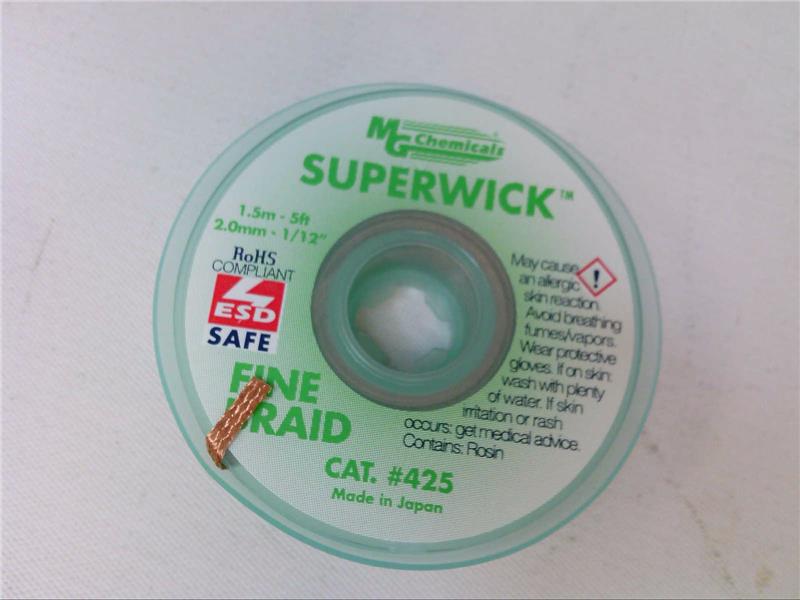 MG Chemicals
SUPERWICK™
1.5m - 5ft
2.0mm - 1/12"
RoHS
COMPLIANT
ESD
SAFE
FINE
BRAID
CAT. #425
Made in Japan
May cause
an allergic
skin reaction.
Avoid breathing
fumes/vapors.
Wear protective
gloves. If on skin:
wash with plenty
of water. If skin
irritation or rash
occurs: get medical advice.
Contains: Rosin